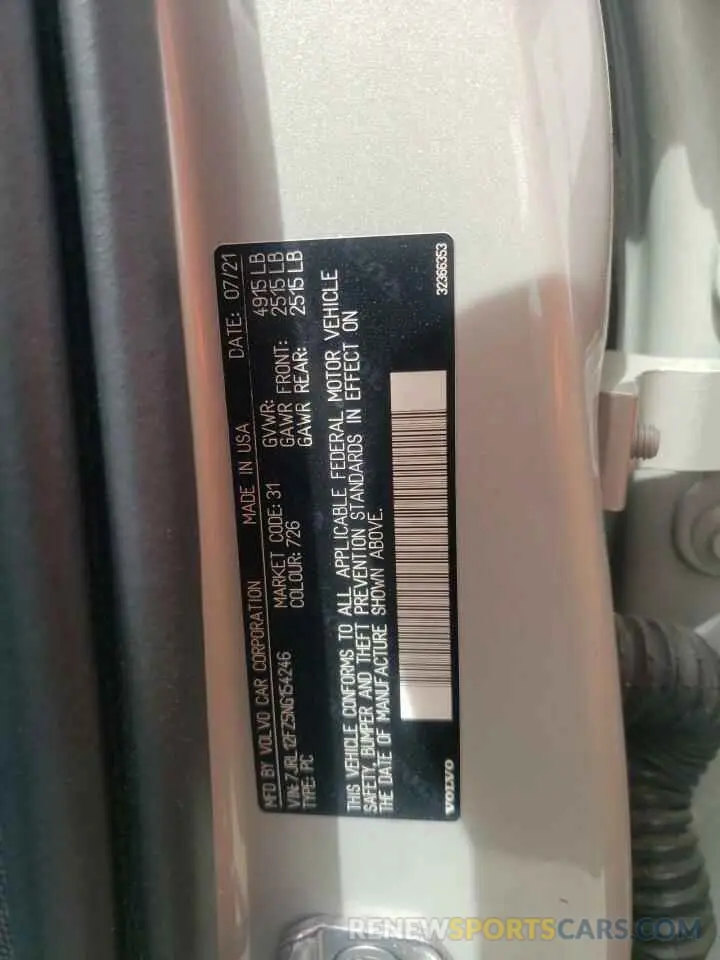 MFD BY VOLVO CAR CORPORATION MADE IN USA DATE: 07/21
VIN: 7JRL12FZ5NG154246 MARKET CODE: 31 GVWR: 4915 LB
TYPE: PC COLOUR: 726 GAWR FRONT: 2515 LB
GAWR REAR: 2515 LB
THIS VEHICLE CONFORMS TO ALL APPLICABLE FEDERAL MOTOR VEHICLE
SAFETY, BUMPER AND THEFT PREVENTION STANDARDS IN EFFECT ON
THE DATE OF MANUFACTURE SHOWN ABOVE.
VOLVO 32366353
RENEWSPORTSCARS.COM